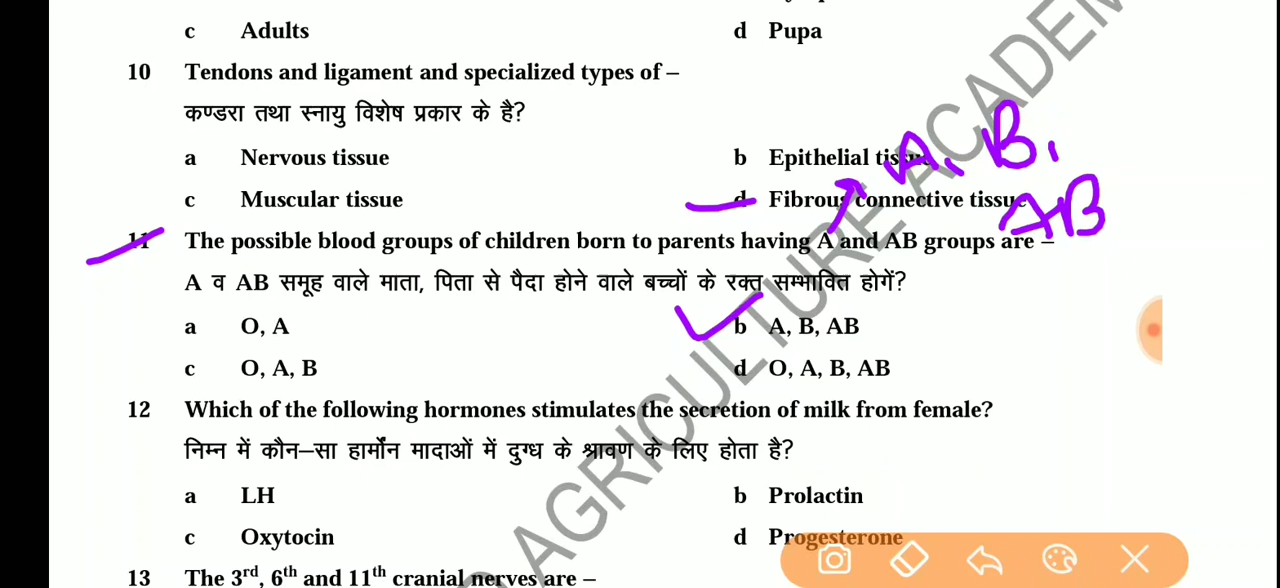 c Adults d Pupa
10 Tendons and ligament and specialized types of –
कण्डरा तथा स्नायु विशेष प्रकार के है?
a Nervous tissue b Epithelial tissue
A, B,
c Muscular tissue d Fibrous connective tissue
AB
11 The possible blood groups of children born to parents having A and AB groups are –
A व AB समूह वाले माता, पिता से पैदा होने वाले बच्चों के रक्त सम्भावित होगें?
a O, A b A, B, AB
c O, A, B d O, A, B, AB
12 Which of the following hormones stimulates the secretion of milk from female?
निम्न में कौन–सा हार्मोंन मादाओं में दुग्ध के श्रावण के लिए होता है?
a LH b Prolactin
c Oxytocin d Progesterone
13 The 3rd, 6th and 11th cranial nerves are –
AGRICULTURE ACADEM